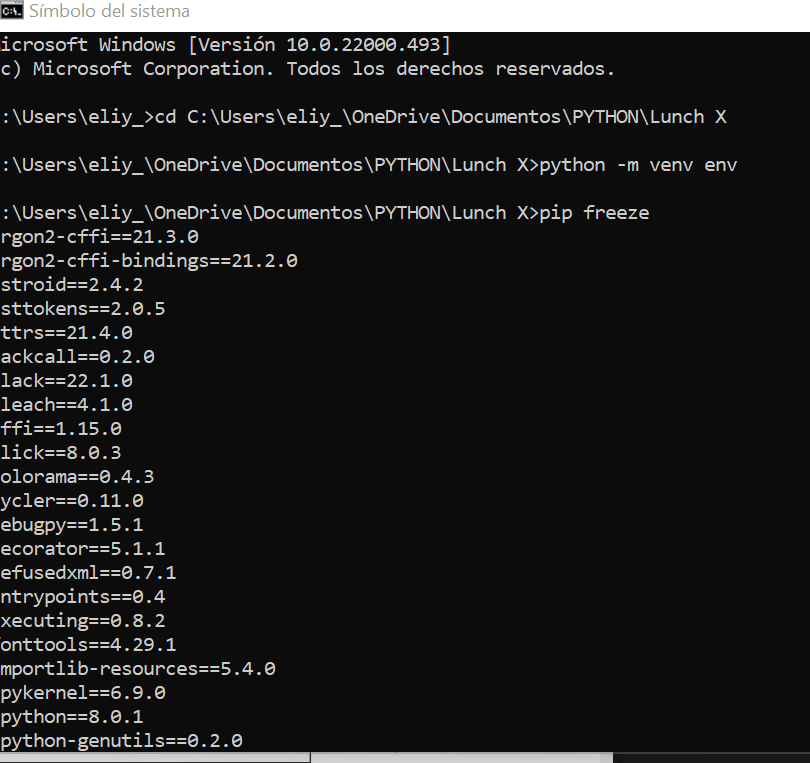 Símbolo del sistema
icrosoft Windows [Versión 10.0.22000.493]
c) Microsoft Corporation. Todos los derechos reservados.
:\Users\eliy_>cd C:\Users\eliy_\OneDrive\Documentos\PYTHON\Lunch X
:\Users\eliy_\OneDrive\Documentos\PYTHON\Lunch X>python -m venv env
:\Users\eliy_\OneDrive\Documentos\PYTHON\Lunch X>pip freeze
rgon2-cffi==21.3.0
rgon2-cffi-bindings==21.2.0
stroid==2.4.2
sttokens==2.0.5
ttrs==21.4.0
ackcall==0.2.0
lack==22.1.0
leach==4.1.0
ffi==1.15.0
lick==8.0.3
olorama==0.4.3
ycler==0.11.0
ebugpy==1.5.1
ecorator==5.1.1
efusedxml==0.7.1
ntrypoints==0.4
xecuting==0.8.2
onttools==4.29.1
mportlib-resources==5.4.0
pykernel==6.9.0
python==8.0.1
python-genutils==0.2.0